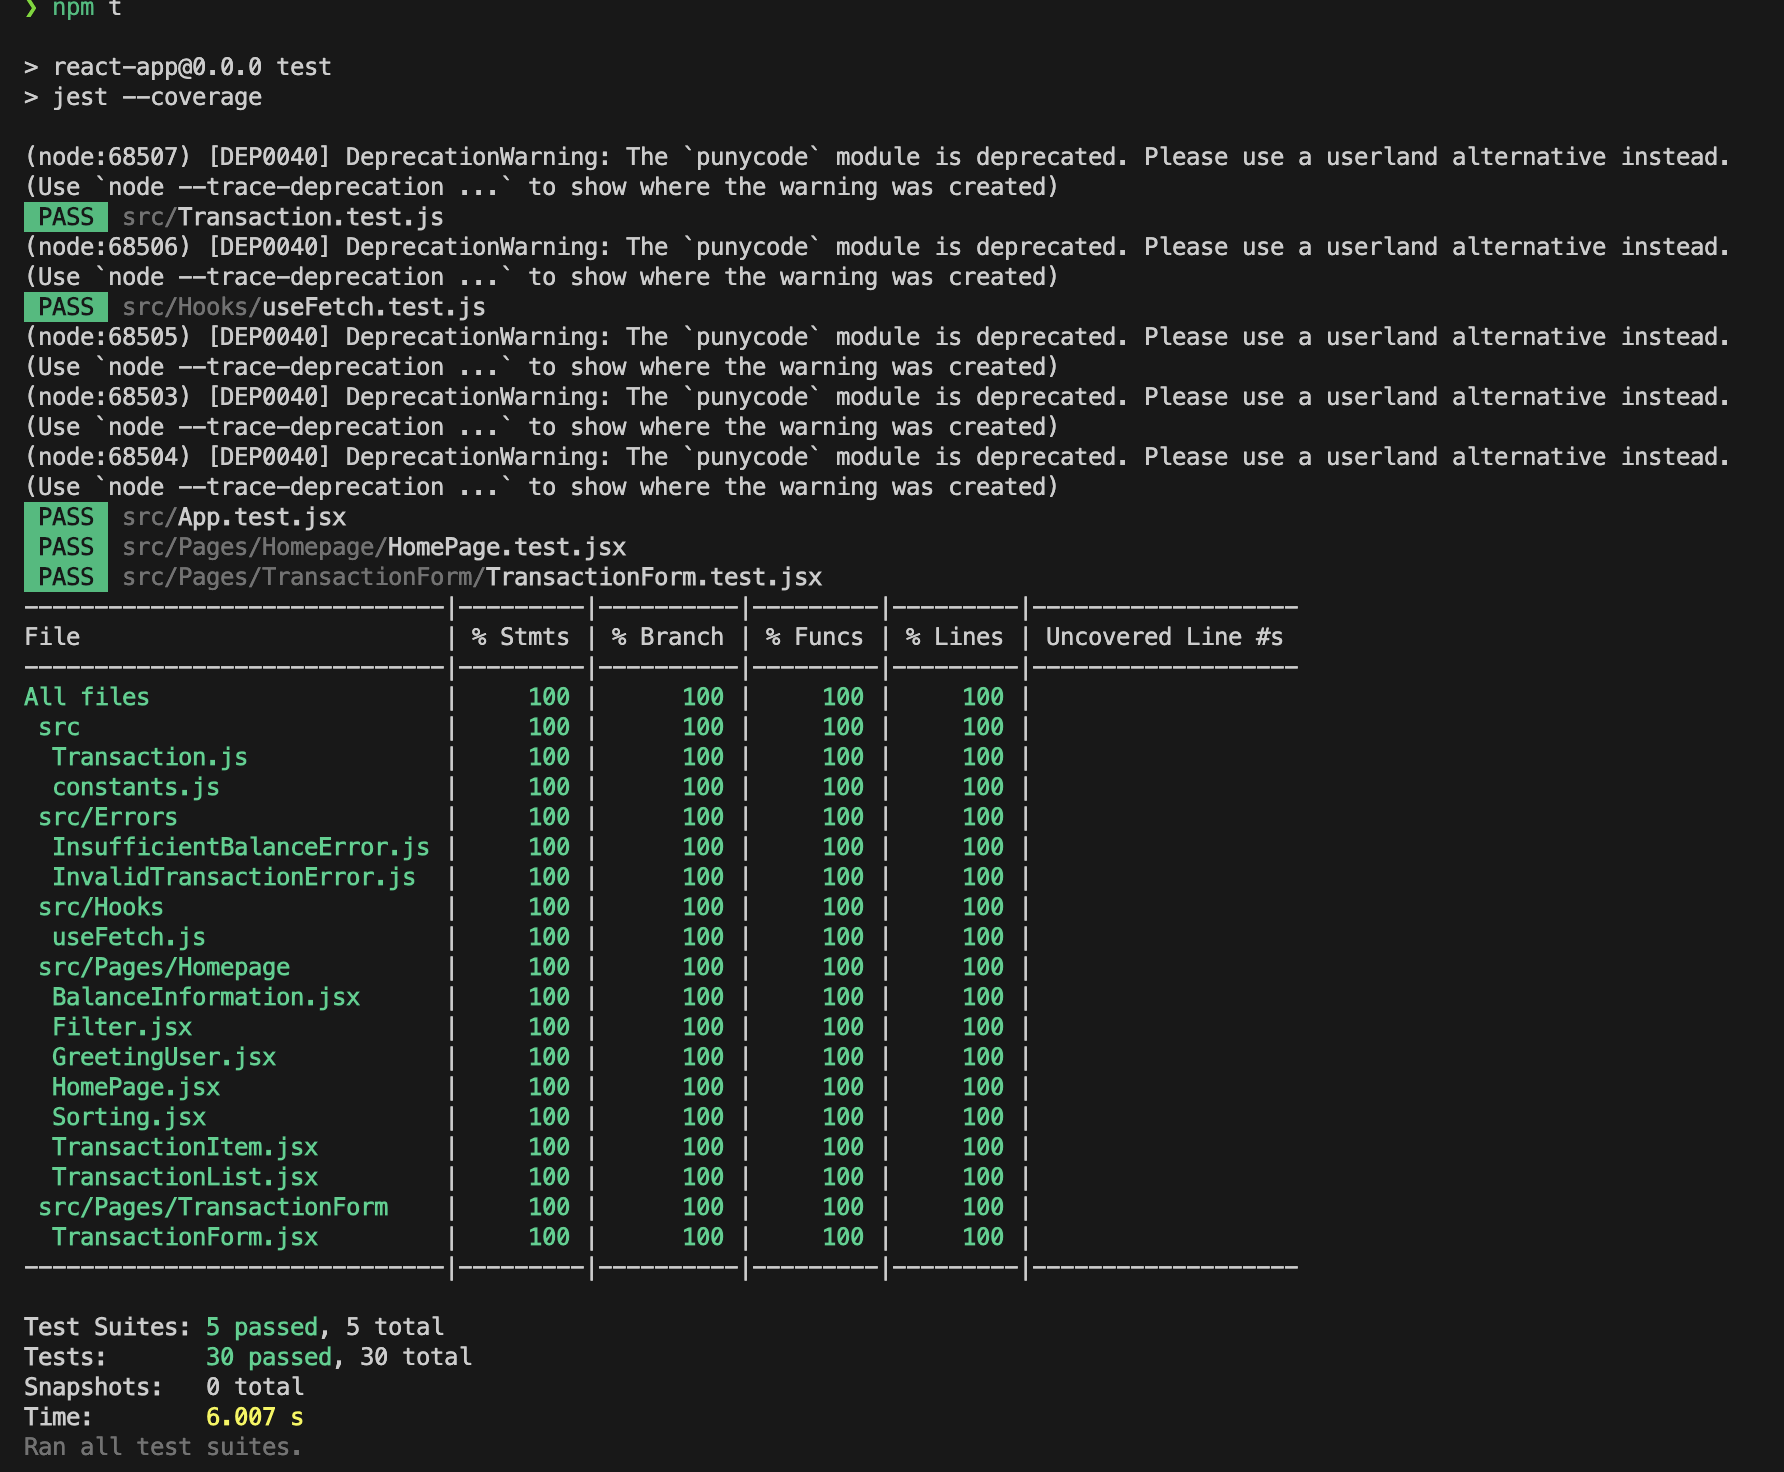 ❯ npm t
> react-app@0.0.0 test
> jest --coverage
(node:68507) [DEP0040] DeprecationWarning: The `punycode` module is deprecated. Please use a userland alternative instead.
(Use `node --trace-deprecation ...` to show where the warning was created)
PASS src/Transaction.test.js
(node:68506) [DEP0040] DeprecationWarning: The `punycode` module is deprecated. Please use a userland alternative instead.
(Use `node --trace-deprecation ...` to show where the warning was created)
PASS src/Hooks/useFetch.test.js
(node:68505) [DEP0040] DeprecationWarning: The `punycode` module is deprecated. Please use a userland alternative instead.
(Use `node --trace-deprecation ...` to show where the warning was created)
(node:68503) [DEP0040] DeprecationWarning: The `punycode` module is deprecated. Please use a userland alternative instead.
(Use `node --trace-deprecation ...` to show where the warning was created)
(node:68504) [DEP0040] DeprecationWarning: The `punycode` module is deprecated. Please use a userland alternative instead.
(Use `node --trace-deprecation ...` to show where the warning was created)
PASS src/App.test.jsx
PASS src/Pages/Homepage/HomePage.test.jsx
PASS src/Pages/TransactionForm/TransactionForm.test.jsx
------------------------------|---------|----------|---------|---------|-------------------
File                          | % Stmts | % Branch | % Funcs | % Lines | Uncovered Line #s
------------------------------|---------|----------|---------|---------|-------------------
All files                     |     100 |      100 |     100 |     100 |
 src                          |     100 |      100 |     100 |     100 |
  Transaction.js              |     100 |      100 |     100 |     100 |
  constants.js                |     100 |      100 |     100 |     100 |
 src/Errors                   |     100 |      100 |     100 |     100 |
  InsufficientBalanceError.js |     100 |      100 |     100 |     100 |
  InvalidTransactionError.js  |     100 |      100 |     100 |     100 |
 src/Hooks                    |     100 |      100 |     100 |     100 |
  useFetch.js                 |     100 |      100 |     100 |     100 |
 src/Pages/Homepage           |     100 |      100 |     100 |     100 |
  BalanceInformation.jsx      |     100 |      100 |     100 |     100 |
  Filter.jsx                  |     100 |      100 |     100 |     100 |
  GreetingUser.jsx            |     100 |      100 |     100 |     100 |
  HomePage.jsx                |     100 |      100 |     100 |     100 |
  Sorting.jsx                 |     100 |      100 |     100 |     100 |
  TransactionItem.jsx         |     100 |      100 |     100 |     100 |
  TransactionList.jsx         |     100 |      100 |     100 |     100 |
 src/Pages/TransactionForm    |     100 |      100 |     100 |     100 |
  TransactionForm.jsx         |     100 |      100 |     100 |     100 |
------------------------------|---------|----------|---------|---------|-------------------
Test Suites: 5 passed, 5 total
Tests:       30 passed, 30 total
Snapshots:   0 total
Time:        6.007 s
Ran all test suites.